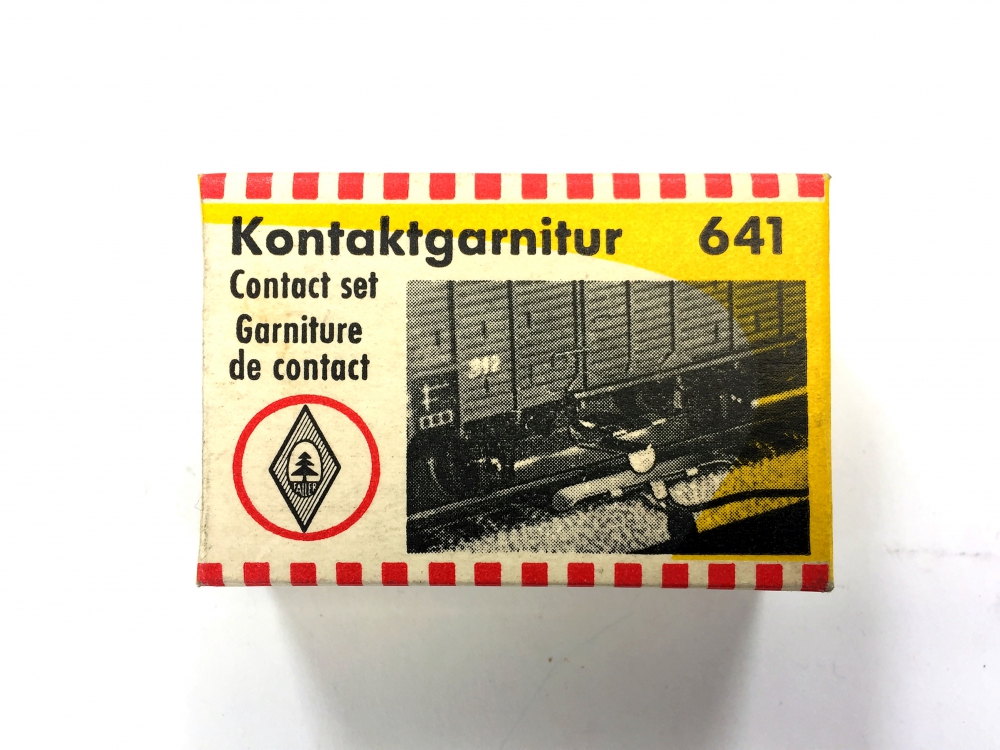 Kontaktgarnitur 641
Contact set
Garniture
de contact
FALLER